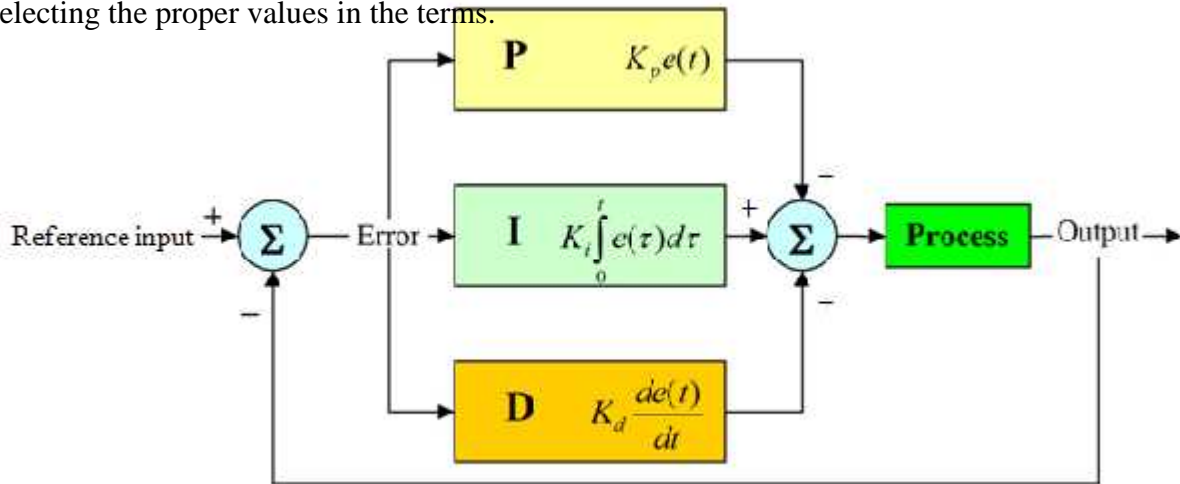 electing the proper values in the terms.
P K_p e(t)
−
+
Reference input
Σ
Error
I K_i ∫_0^t e(τ)dτ
+
Σ
Process
Output
−
−
D K_d de(t)/dt